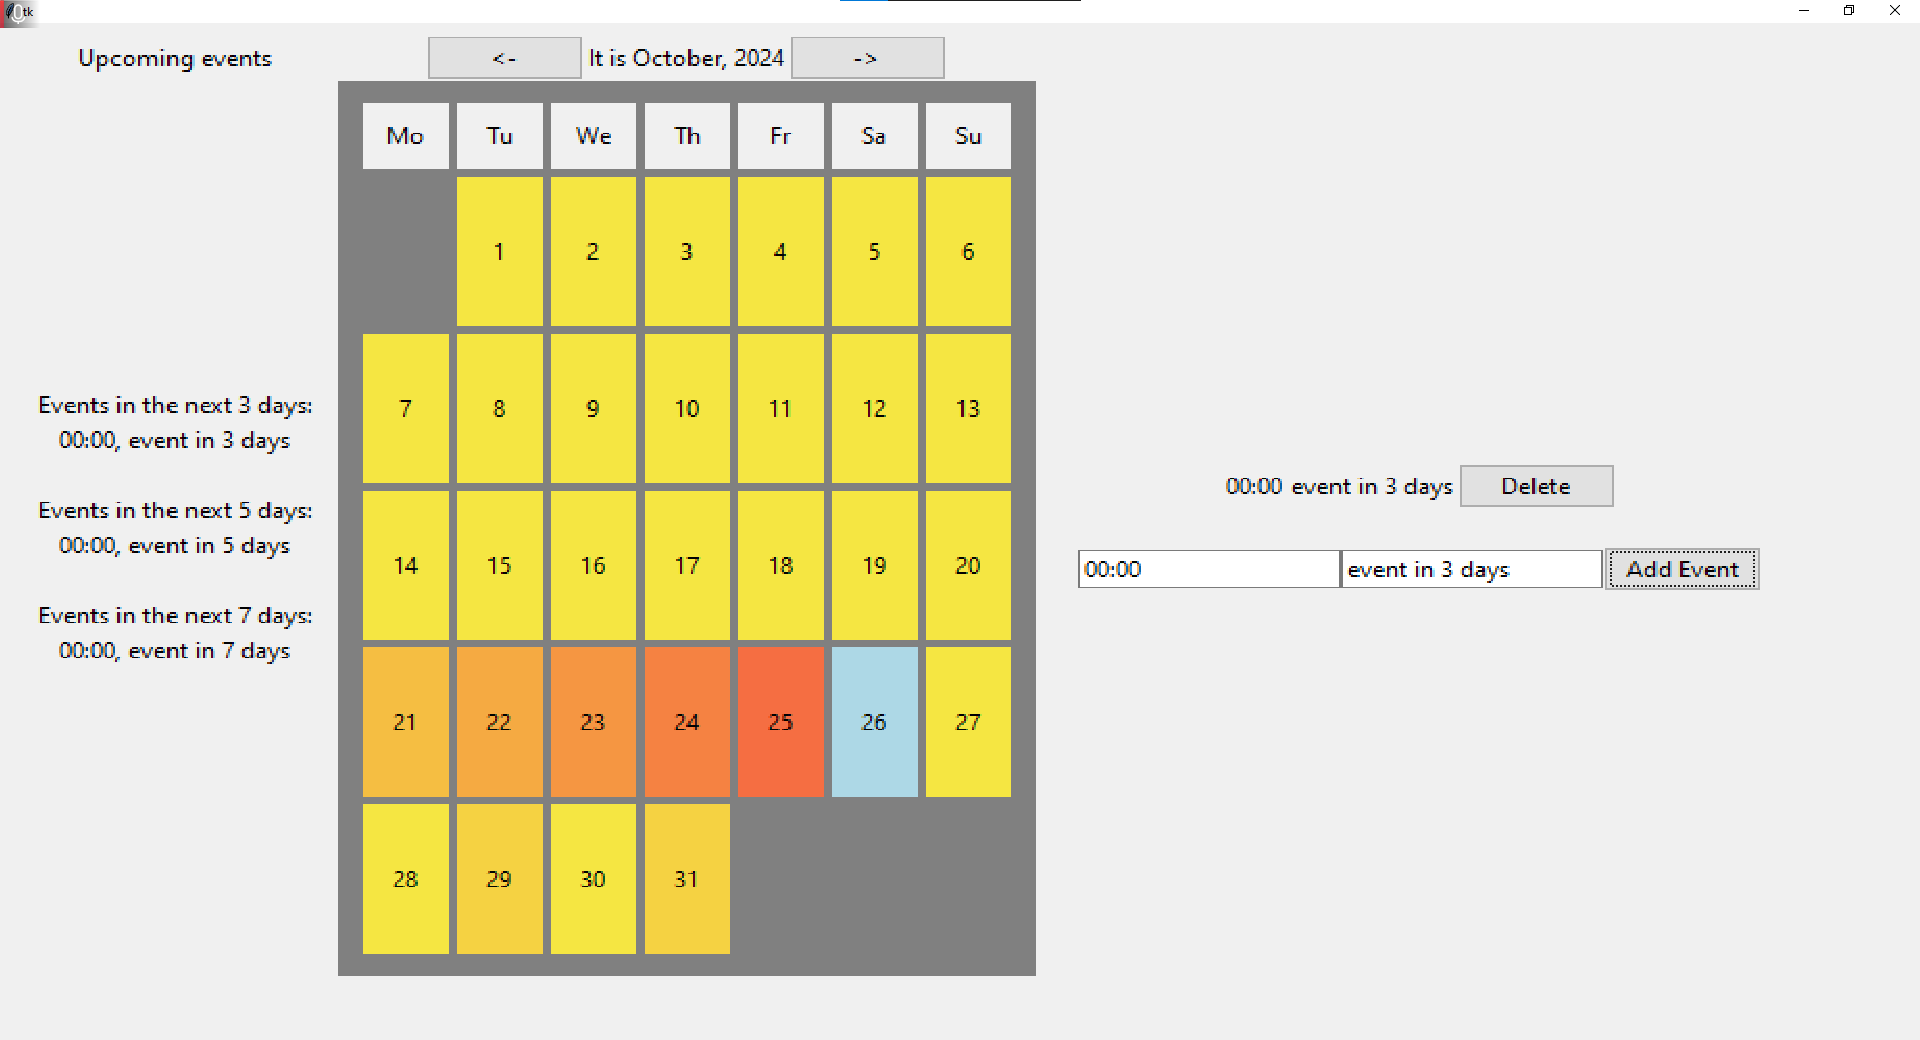 tk
Upcoming events
<- It is October, 2024 ->
Mo Tu We Th Fr Sa Su
1 2 3 4 5 6
7 8 9 10 11 12 13
14 15 16 17 18 19 20
21 22 23 24 25 26 27
28 29 30 31
Events in the next 3 days:
00:00, event in 3 days
Events in the next 5 days:
00:00, event in 5 days
Events in the next 7 days:
00:00, event in 7 days
00:00 event in 3 days Delete
00:00 event in 3 days Add Event